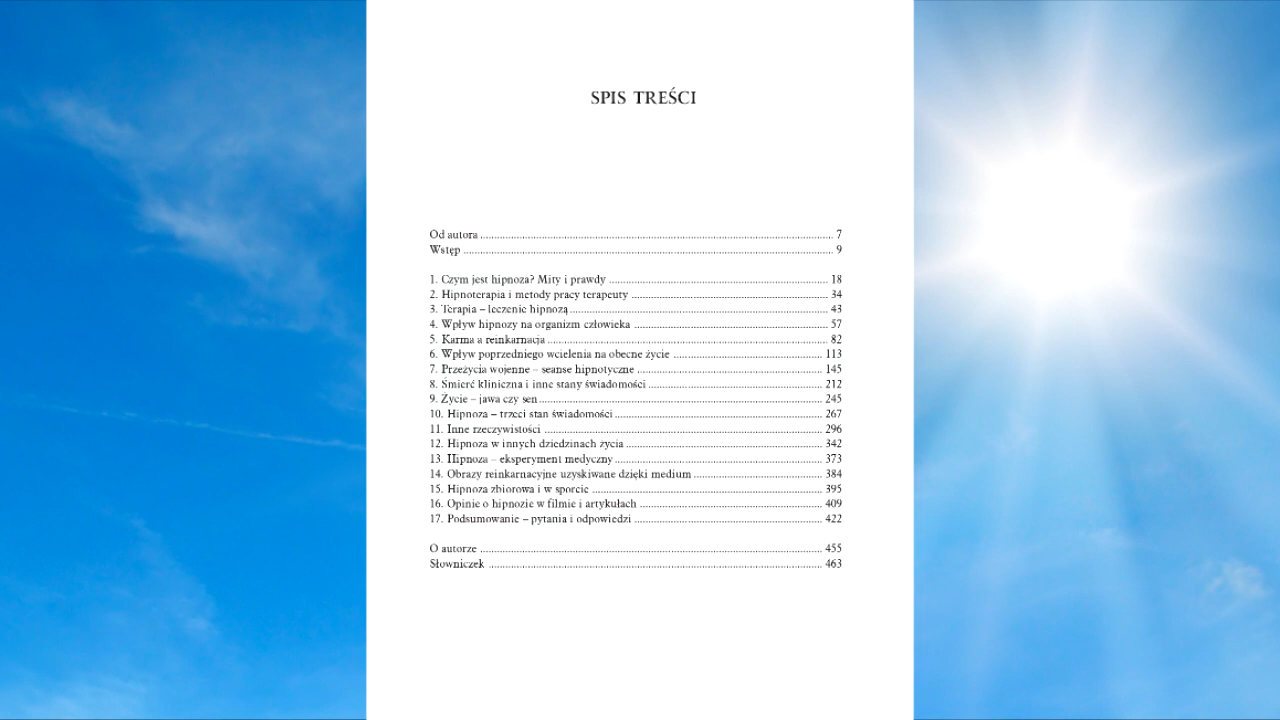 SPIS TREŚCI
Od autora ........ 7
Wstęp ........ 9
1. Czym jest hipnoza? Mity i prawdy ........ 18
2. Hipnoterapia i metody pracy terapeuty ........ 34
3. Terapia – leczenie hipnozą ........ 43
4. Wpływ hipnozy na organizm człowieka ........ 57
5. Karma a reinkarnacja ........ 82
6. Wpływ poprzedniego wcielenia na obecne życie ........ 113
7. Przeżycia wojenne – seanse hipnotyczne ........ 145
8. Śmierć kliniczna i inne stany świadomości ........ 212
9. Życie – jawa czy sen ........ 245
10. Hipnoza – trzeci stan świadomości ........ 267
11. Inne rzeczywistości ........ 296
12. Hipnoza w innych dziedzinach życia ........ 342
13. Hipnoza – eksperyment medyczny ........ 373
14. Obrazy reinkarnacyjne uzyskiwane dzięki medium ........ 384
15. Hipnoza zbiorowa i w sporcie ........ 395
16. Opinie o hipnozie w filmie i artykułach ........ 409
17. Podsumowanie – pytania i odpowiedzi ........ 422
O autorze ........ 455
Słowniczek ........ 463